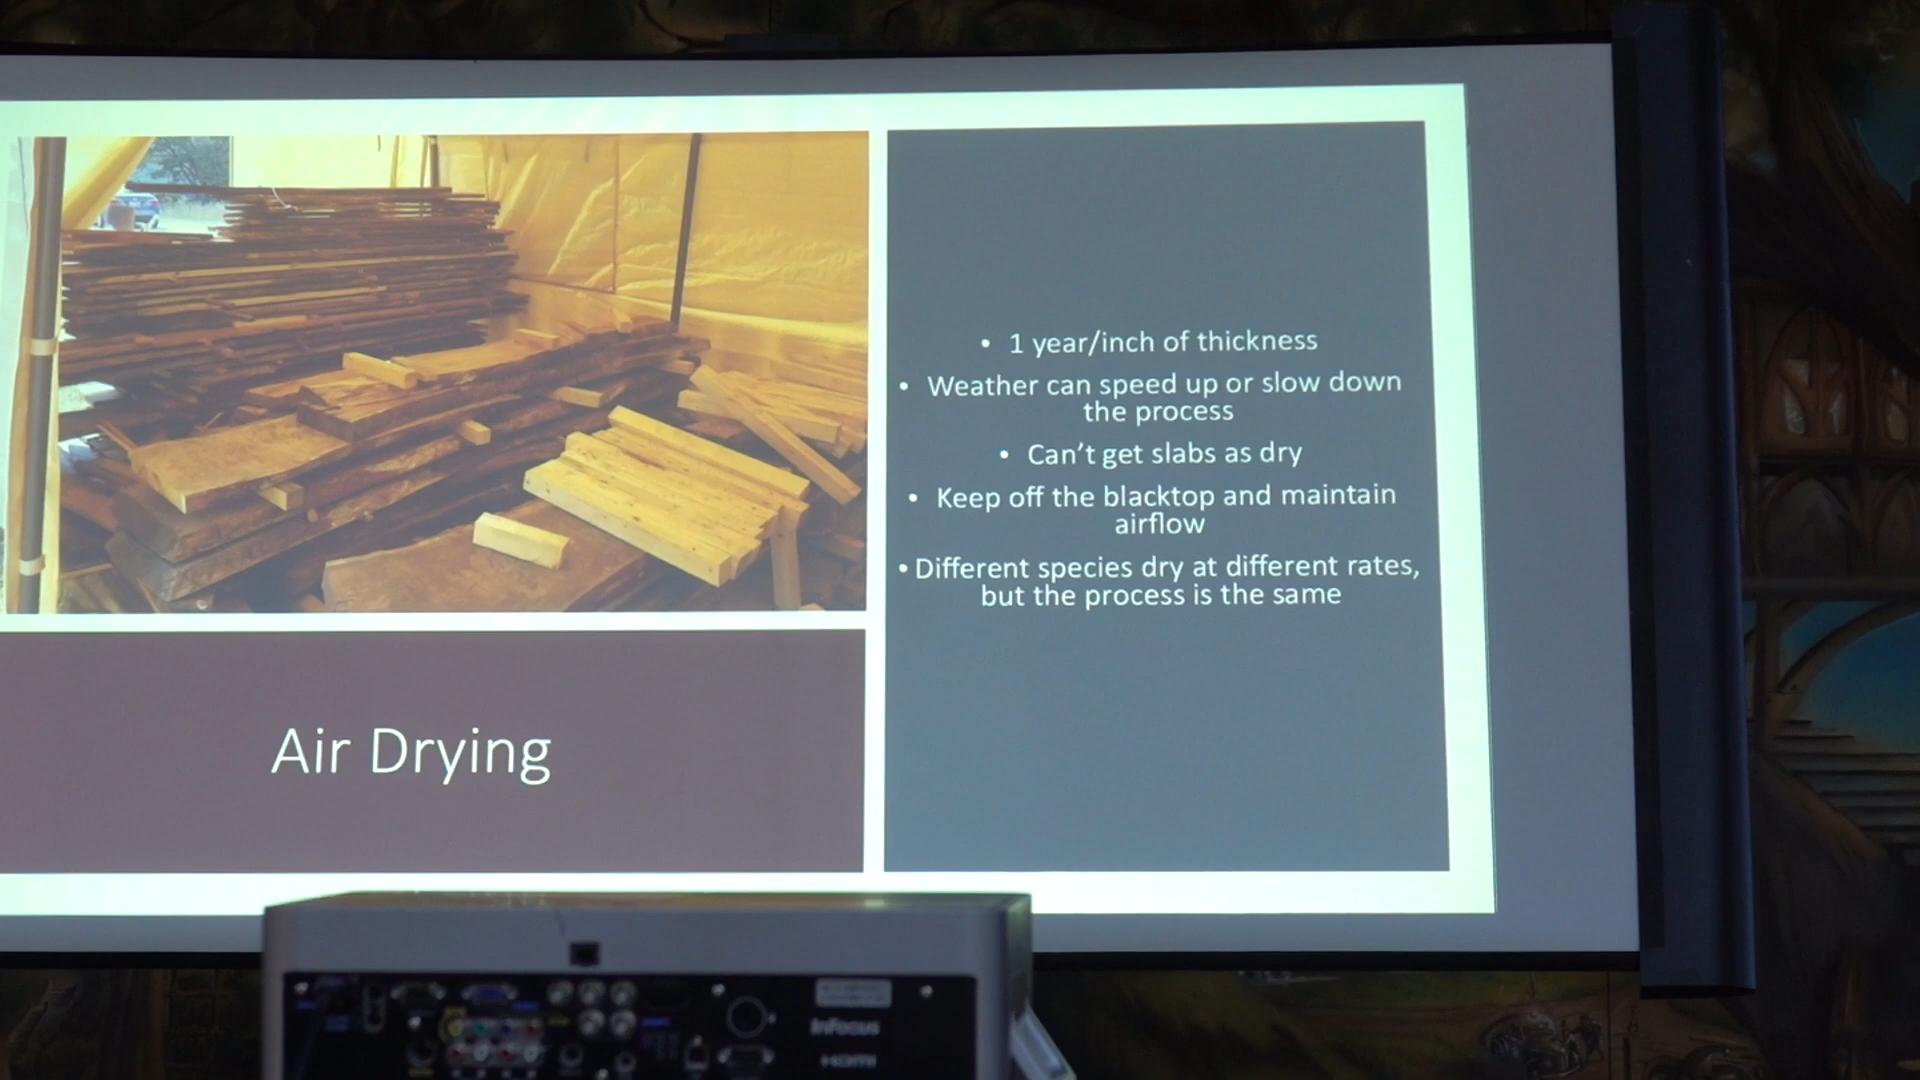 • 1 year/inch of thickness
• Weather can speed up or slow down
the process
• Can't get slabs as dry
• Keep off the blacktop and maintain
airflow
• Different species dry at different rates,
but the process is the same
Air Drying
InFocus
HDMI